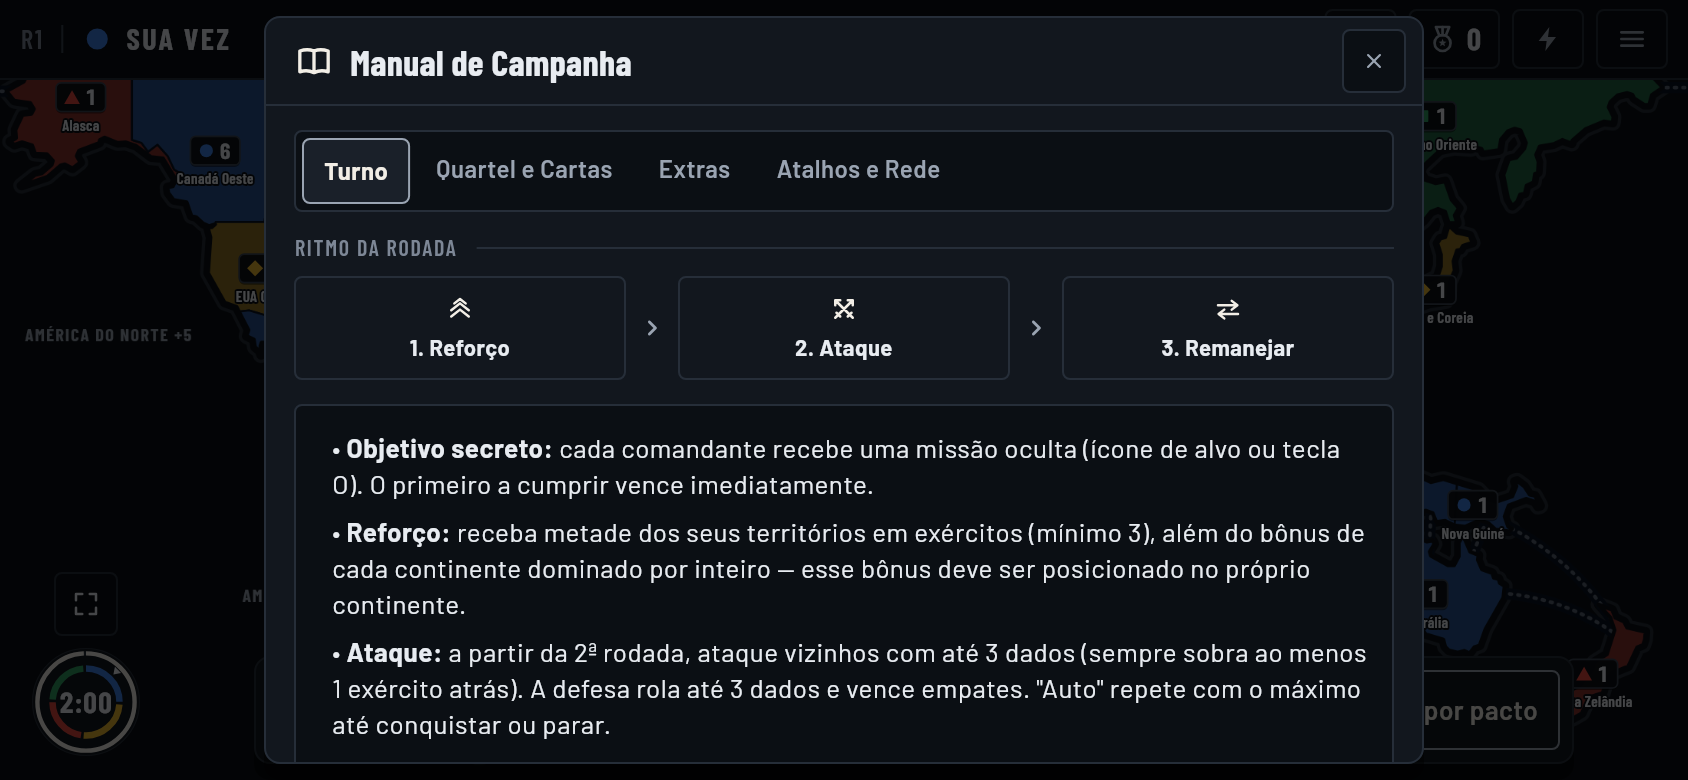 R1
SUA VEZ
Manual de Campanha
0
1
Alasca
6
Canadá Oeste
EUA
AMÉRICA DO NORTE +5
Turno
Quartel e Cartas
Extras
Atalhos e Rede
RITMO DA RODADA
1. Reforço
2. Ataque
3. Remanejar
• Objetivo secreto: cada comandante recebe uma missão oculta (ícone de alvo ou tecla
O). O primeiro a cumprir vence imediatamente.
• Reforço: receba metade dos seus territórios em exércitos (mínimo 3), além do bônus de
cada continente dominado por inteiro — esse bônus deve ser posicionado no próprio
continente.
• Ataque: a partir da 2ª rodada, ataque vizinhos com até 3 dados (sempre sobra ao menos
1 exército atrás). A defesa rola até 3 dados e vence empates. "Auto" repete com o máximo
até conquistar ou parar.
1
Oriente
1
e Coreia
1
Nova Guiné
1
1
a Zelândia
por pacto
AM
2:00